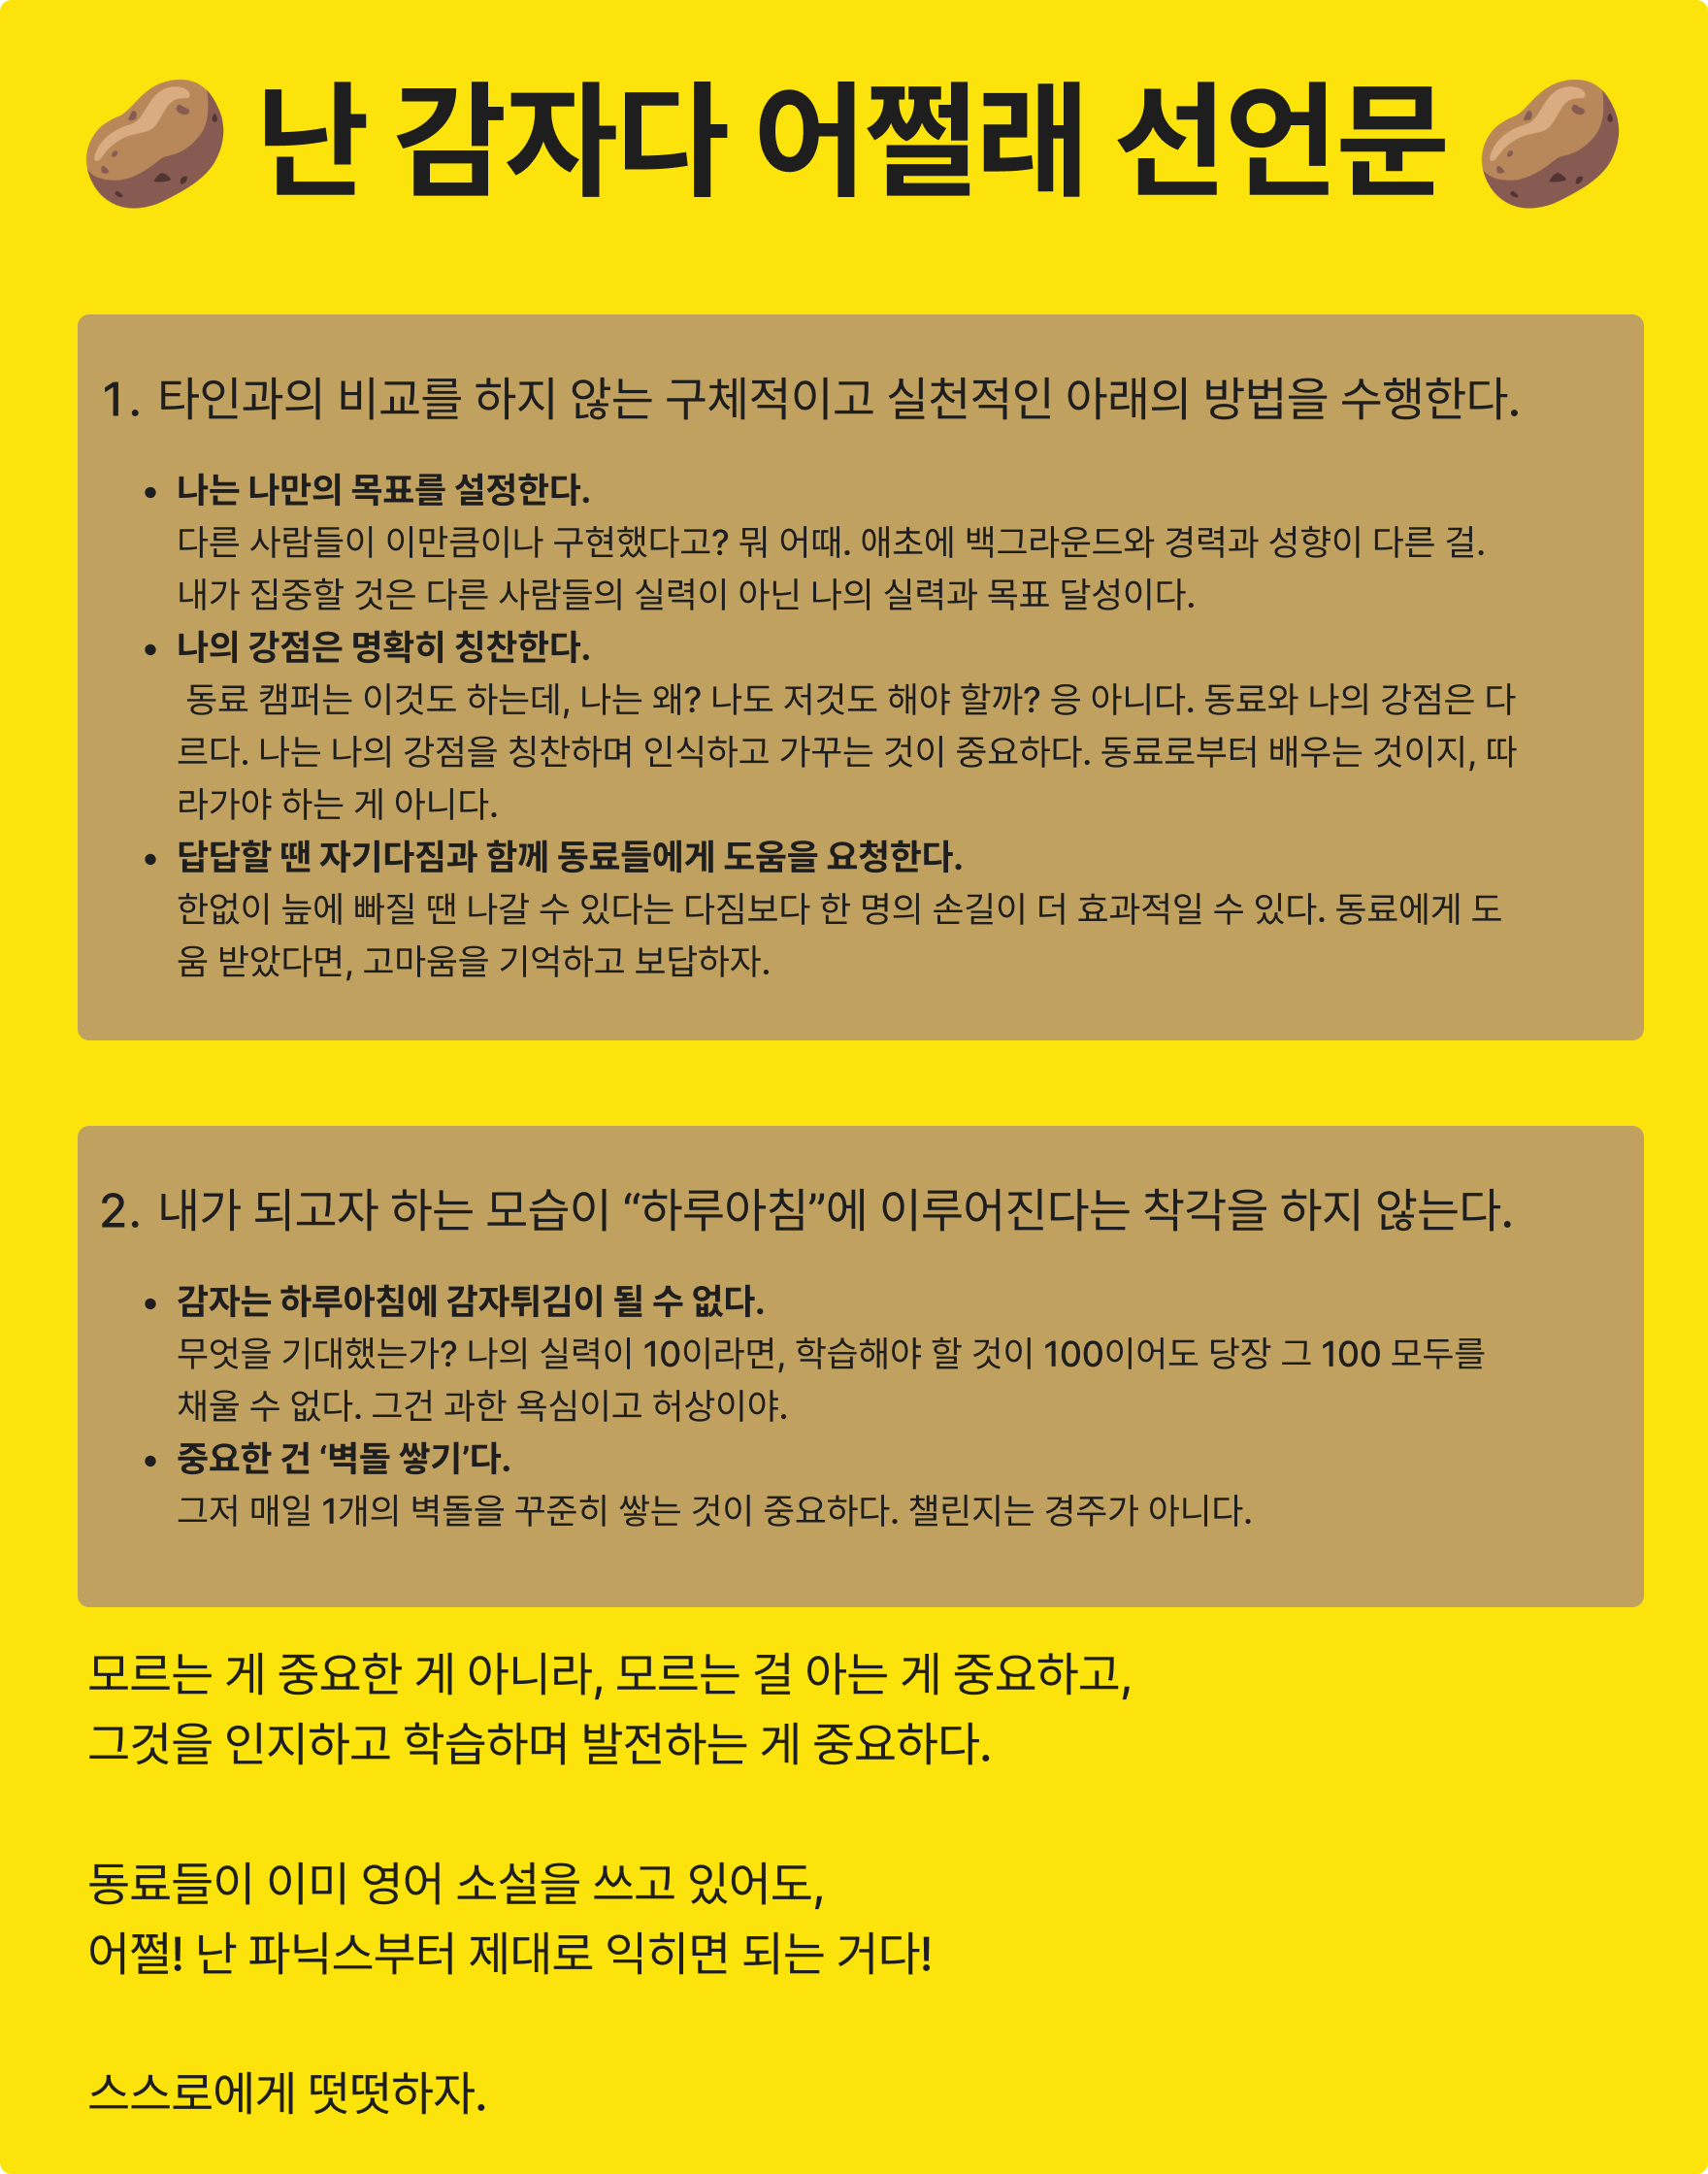 🥔 난 감자다 어쩔래 선언문 🥔
1. 타인과의 비교를 하지 않는 구체적이고 실천적인 아래의 방법을 수행한다.
• 나는 나만의 목표를 설정한다.
다른 사람들이 이만큼이나 구현했다고? 뭐 어때. 애초에 백그라운드와 경력과 성향이 다른 걸.
내가 집중할 것은 다른 사람들의 실력이 아닌 나의 실력과 목표 달성이다.
• 나의 강점은 명확히 칭찬한다.
동료 캠퍼는 이것도 하는데, 나는 왜? 나도 저것도 해야 할까? 응 아니다. 동료와 나의 강점은 다
르다. 나는 나의 강점을 칭찬하며 인식하고 가꾸는 것이 중요하다. 동료로부터 배우는 것이지, 따
라가야 하는 게 아니다.
• 답답할 땐 자기다짐과 함께 동료들에게 도움을 요청한다.
한없이 늪에 빠질 땐 나갈 수 있다는 다짐보다 한 명의 손길이 더 효과적일 수 있다. 동료에게 도
움 받았다면, 고마움을 기억하고 보답하자.
2. 내가 되고자 하는 모습이 “하루아침”에 이루어진다는 착각을 하지 않는다.
• 감자는 하루아침에 감자튀김이 될 수 없다.
무엇을 기대했는가? 나의 실력이 10이라면, 학습해야 할 것이 100이어도 당장 그 100 모두를
채울 수 없다. 그건 과한 욕심이고 허상이야.
• 중요한 건 ‘벽돌 쌓기’다.
그저 매일 1개의 벽돌을 꾸준히 쌓는 것이 중요하다. 챌린지는 경주가 아니다.
모르는 게 중요한 게 아니라, 모르는 걸 아는 게 중요하고,
그것을 인지하고 학습하며 발전하는 게 중요하다.
동료들이 이미 영어 소설을 쓰고 있어도,
어쩔! 난 파닉스부터 제대로 익히면 되는 거다!
스스로에게 떳떳하자.